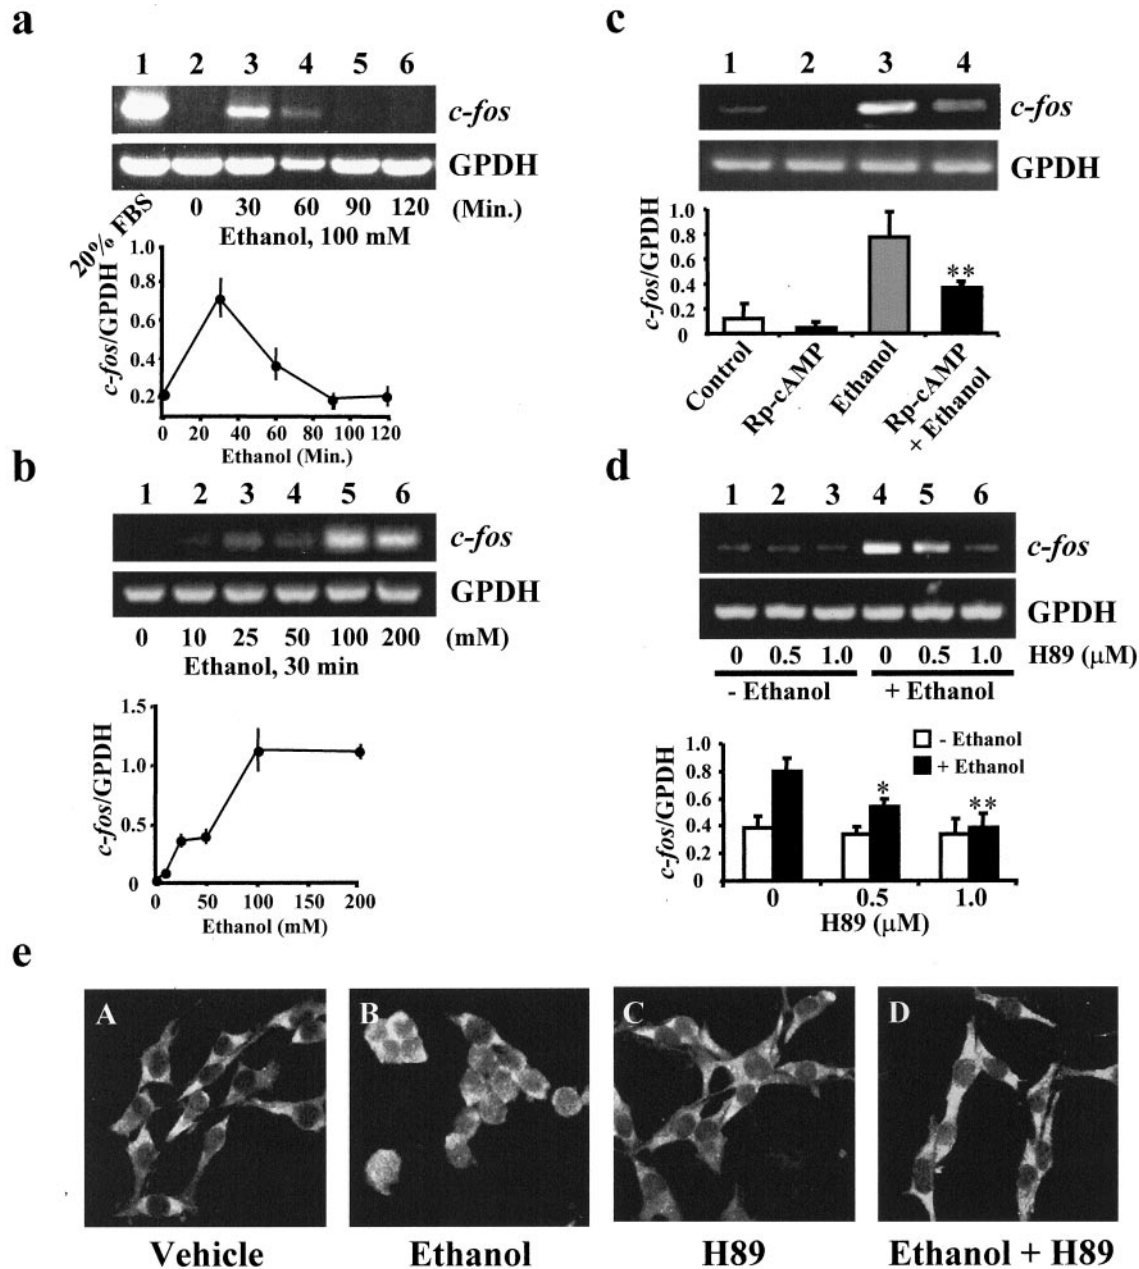 a
1 2 3 4 5 6
c-fos
GPDH
20% FBS
0 30 60 90 120 (Min.)
Ethanol, 100 mM
c-fos/GPDH
1.0
0.8
0.6
0.4
0.2
0 20 40 60 80 100 120
Ethanol (Min.)
b
1 2 3 4 5 6
c-fos
GPDH
0 10 25 50 100 200 (mM)
Ethanol, 30 min
c-fos/GPDH
1.5
1.0
0.5
0
0 50 100 150 200
Ethanol (mM)
c
1 2 3 4
c-fos
GPDH
c-fos/GPDH
1.0
0.8
0.6
0.4
0.2
0
**
Control
Rp-cAMP
Ethanol
Rp-cAMP
+ Ethanol
d
1 2 3 4 5 6
c-fos
GPDH
0 0.5 1.0 0 0.5 1.0 H89 (μM)
- Ethanol + Ethanol
c-fos/GPDH
1.0
0.8
0.6
0.4
0.2
0
- Ethanol
+ Ethanol
* **
0 0.5 1.0
H89 (μM)
e
A B C D
Vehicle Ethanol H89 Ethanol + H89